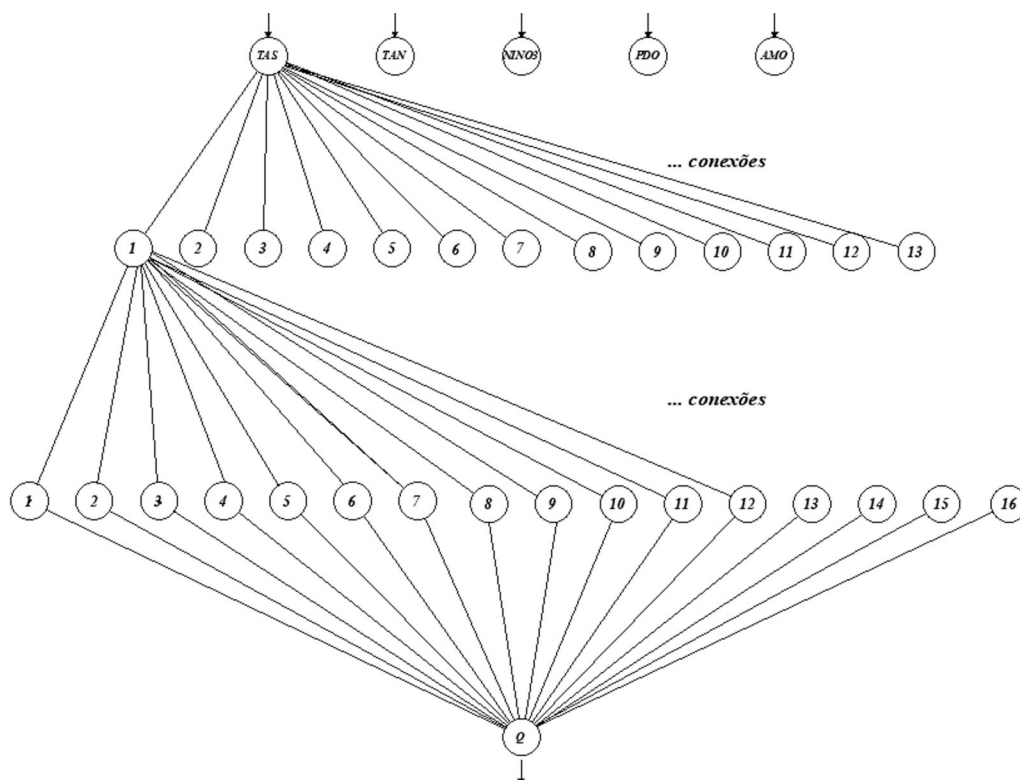 TAS TAN NINO3 PDO AMO
... conexões
1 2 3 4 5 6 7 8 9 10 11 12 13
... conexões
1 2 3 4 5 6 7 8 9 10 11 12 13 14 15 16
Q